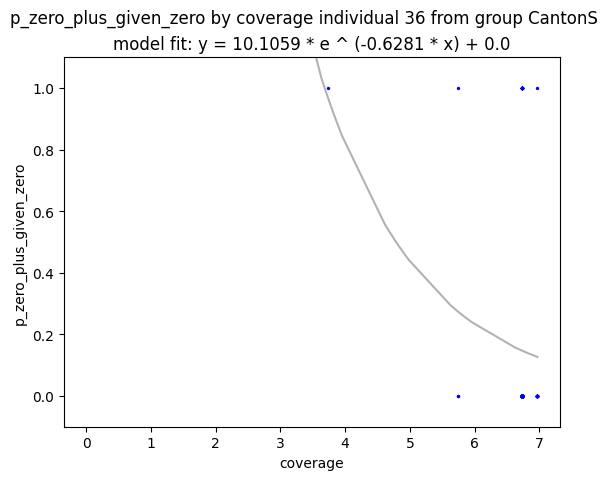 p_zero_plus_given_zero by coverage individual 36 from group CantonS
model fit: y = 10.1059 * e ^ (-0.6281 * x) + 0.0
p_zero_plus_given_zero
1.0
0.8
0.6
0.4
0.2
0.0
0 1 2 3 4 5 6 7
coverage